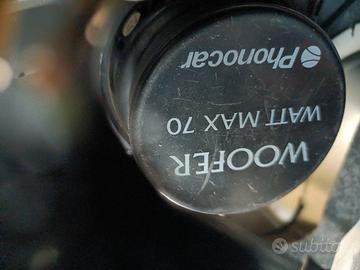 WOOFER
WATT MAX 70
Phonocar
subito